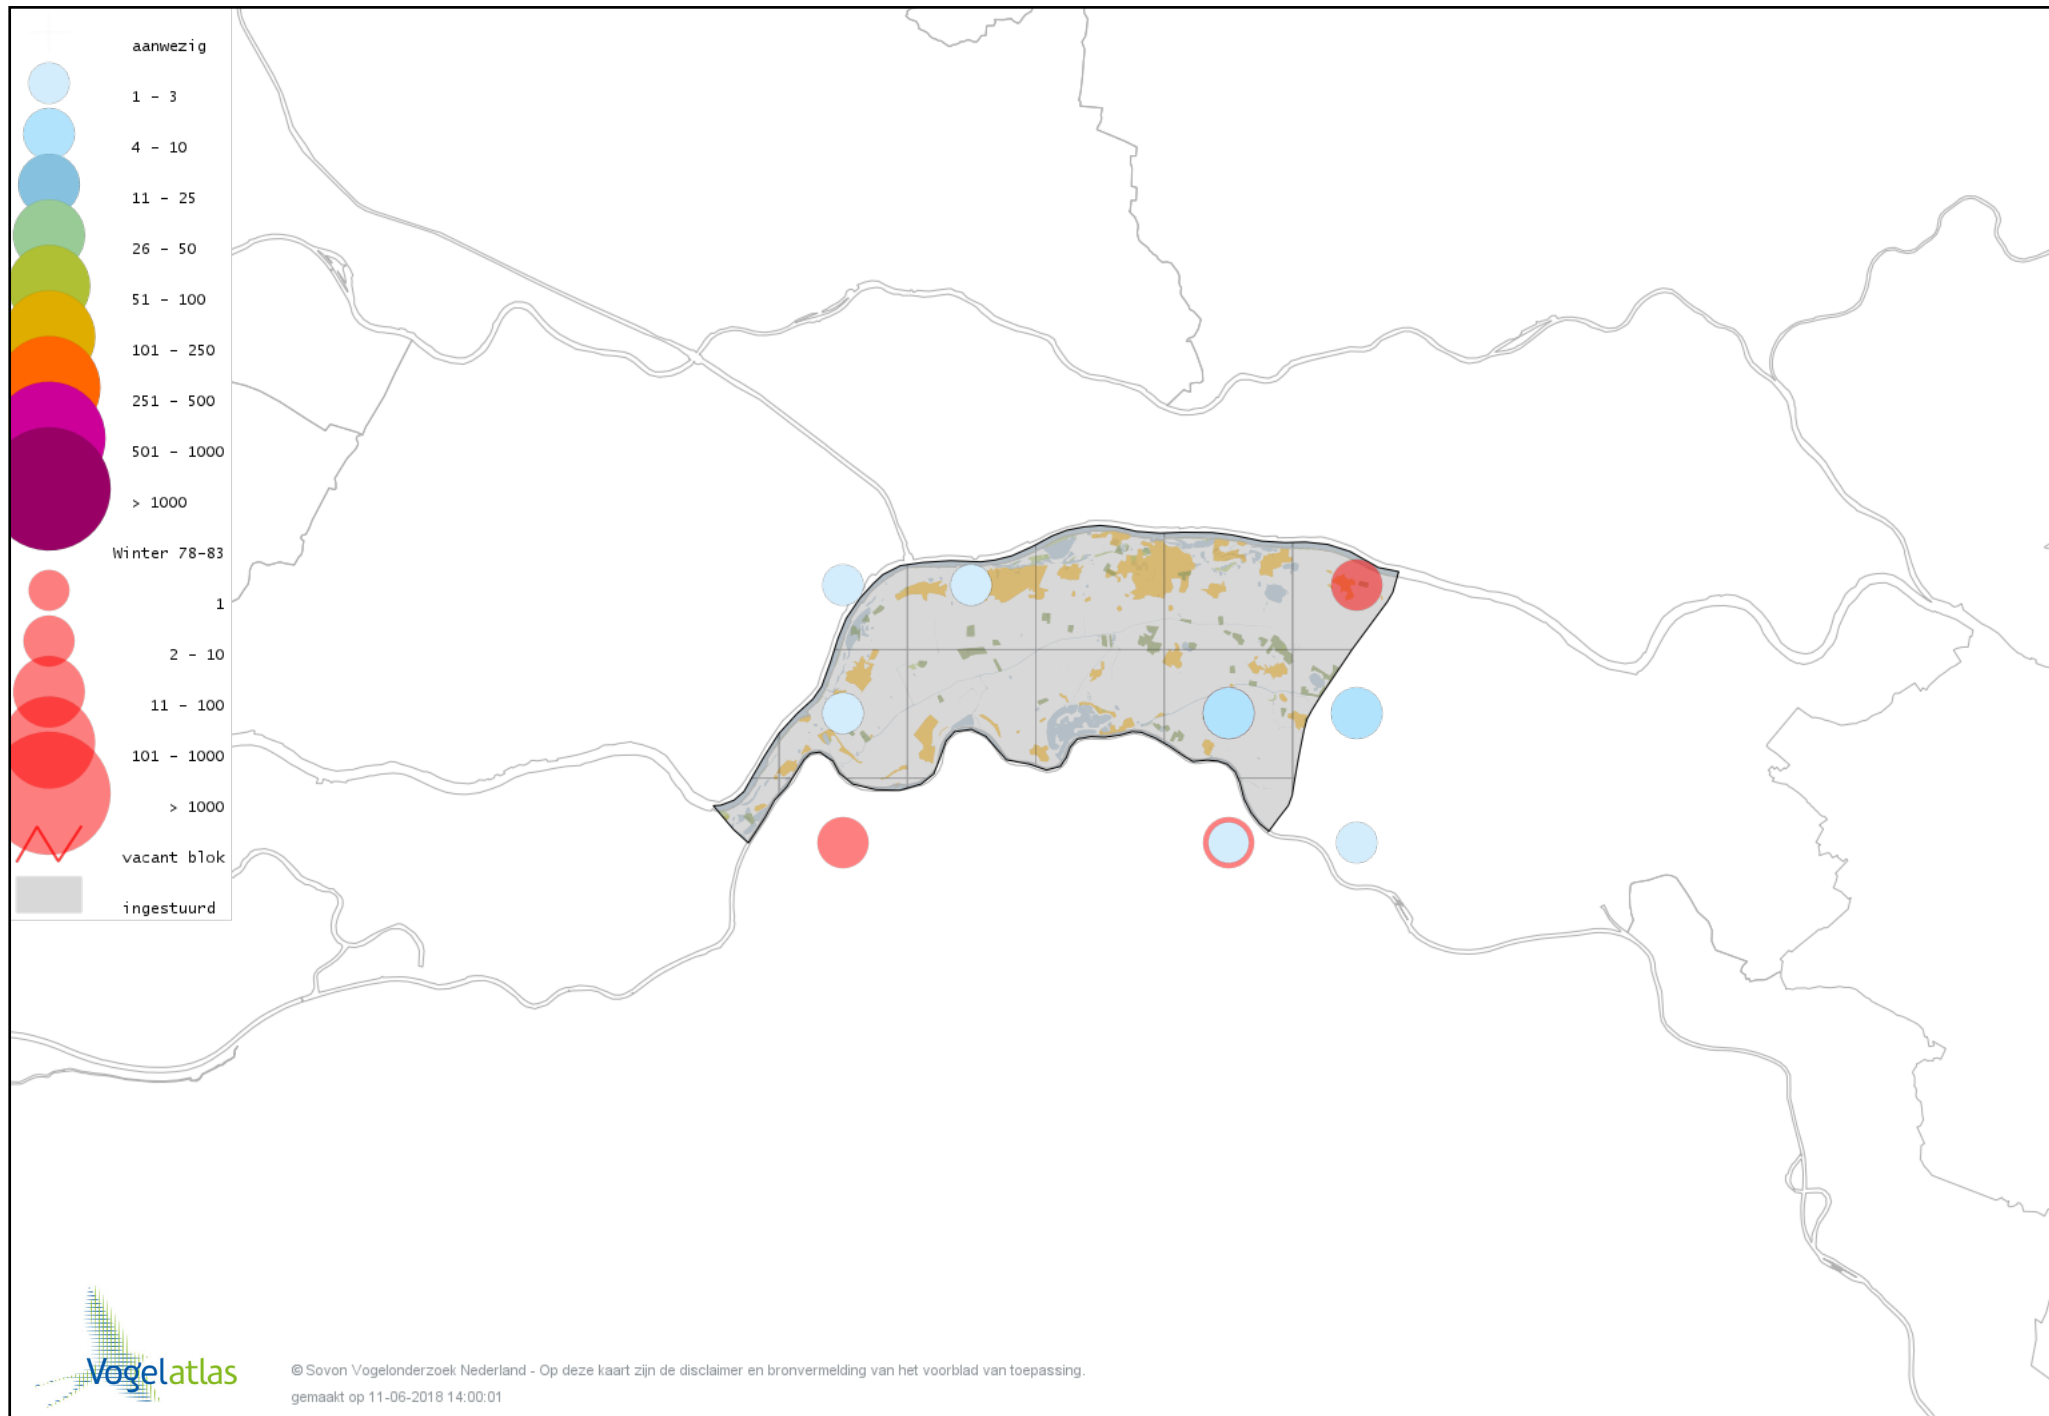 aanwezig
1 - 3
4 - 10
11 - 25
26 - 50
51 - 100
101 - 250
251 - 500
501 - 1000
> 1000
Winter 78-83
1
2 - 10
11 - 100
101 - 1000
> 1000
vacant blok
ingestuurd
Vogelatlas
© Sovon Vogelonderzoek Nederland - Op deze kaart zijn de disclaimer en bronvermelding van het voorblad van toepassing.
gemaakt op 11-06-2018 14:00:01